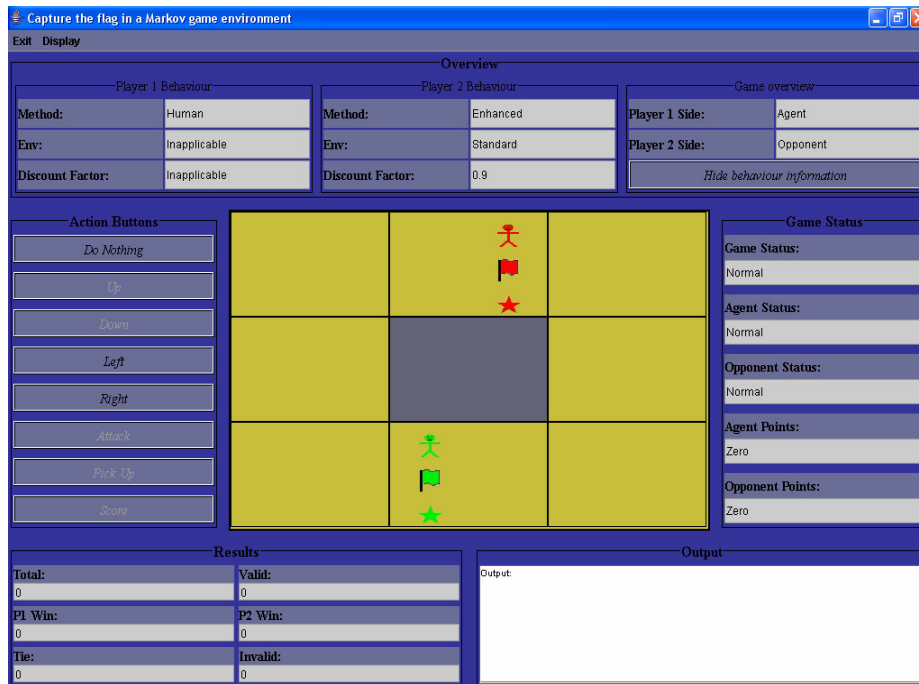 Capture the flag in a Markov game environment
Exit Display
Overview
Player 1 Behaviour
Method: Human
Env: Inapplicable
Discount Factor: Inapplicable
Player 2 Behaviour
Method: Enhanced
Env: Standard
Discount Factor: 0.9
Game overview
Player 1 Side: Agent
Player 2 Side: Opponent
Hide behaviour information
Action Buttons
Do Nothing
Up
Down
Left
Right
Attack
Pick Up
Score
Game Status
Game Status:
Normal
Agent Status:
Normal
Opponent Status:
Normal
Agent Points:
Zero
Opponent Points:
Zero
Results
Total: Valid:
0 0
P1 Win: P2 Win:
0 0
Tie: Invalid:
0 0
Output
Output: